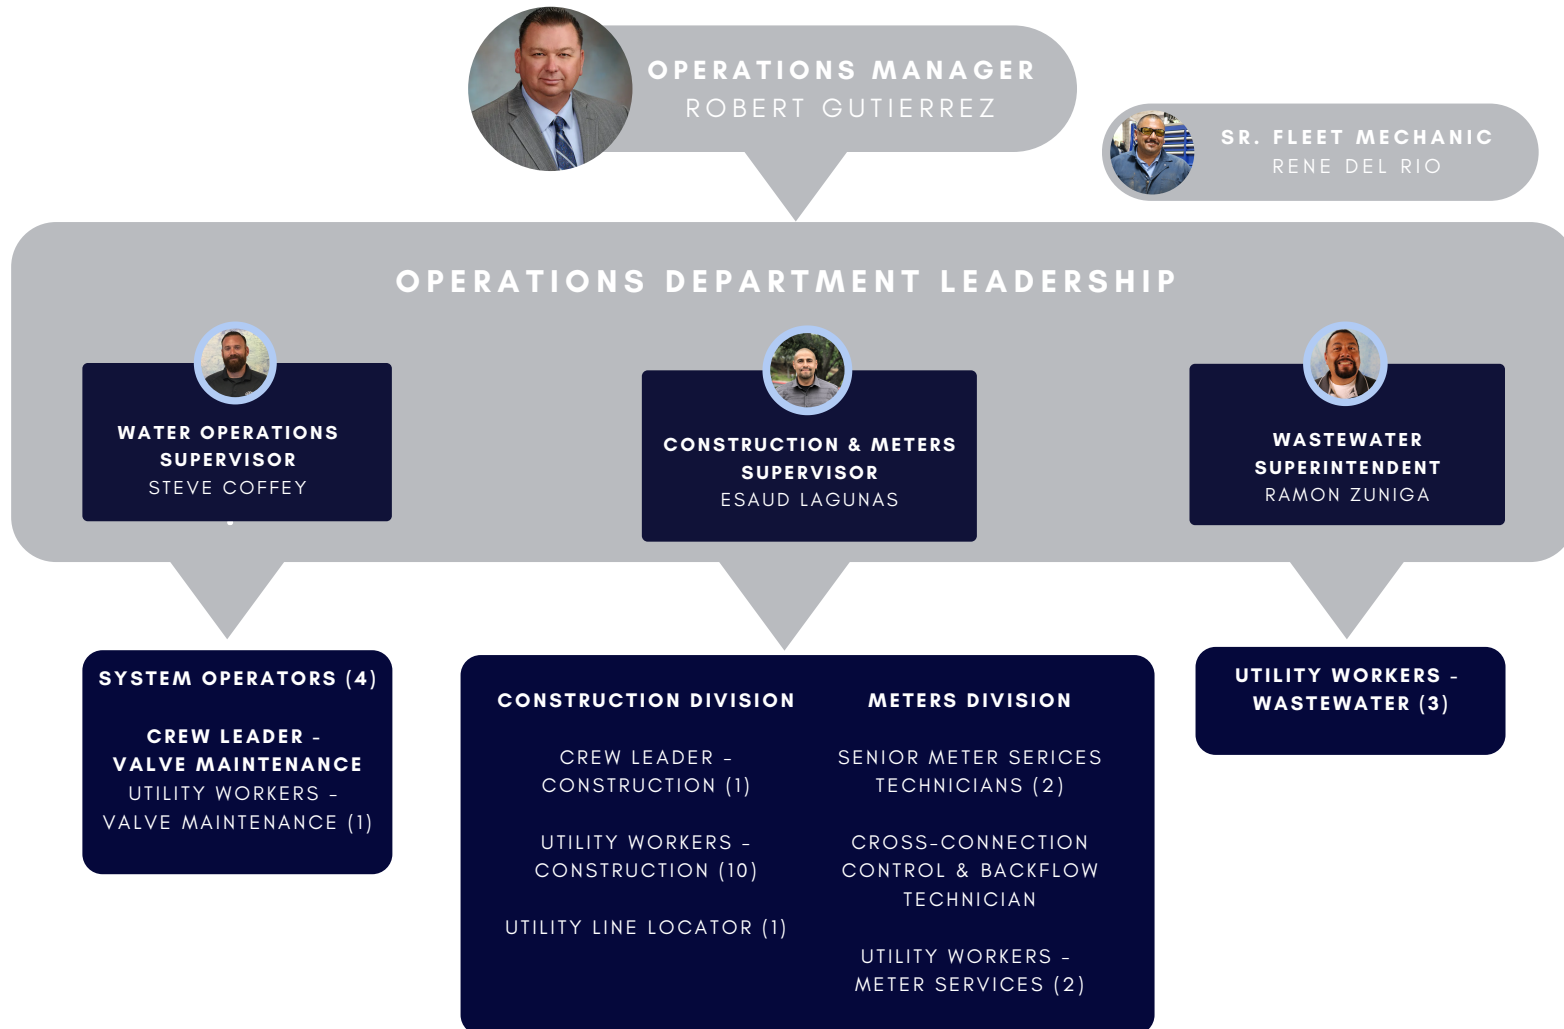 OPERATIONS MANAGER
ROBERT GUTIERREZ
SR. FLEET MECHANIC
RENE DEL RIO
OPERATIONS DEPARTMENT LEADERSHIP
WATER OPERATIONS
SUPERVISOR
STEVE COFFEY
CONSTRUCTION & METERS
SUPERVISOR
ESAUD LAGUNAS
WASTEWATER
SUPERINTENDENT
RAMON ZUNIGA
SYSTEM OPERATORS (4)
CREW LEADER -
VALVE MAINTENANCE
UTILITY WORKERS -
VALVE MAINTENANCE (1)
CONSTRUCTION DIVISION
CREW LEADER -
CONSTRUCTION (1)
UTILITY WORKERS -
CONSTRUCTION (10)
UTILITY LINE LOCATOR (1)
METERS DIVISION
SENIOR METER SERICES
TECHNICIANS (2)
CROSS-CONNECTION
CONTROL & BACKFLOW
TECHNICIAN
UTILITY WORKERS -
METER SERVICES (2)
UTILITY WORKERS -
WASTEWATER (3)